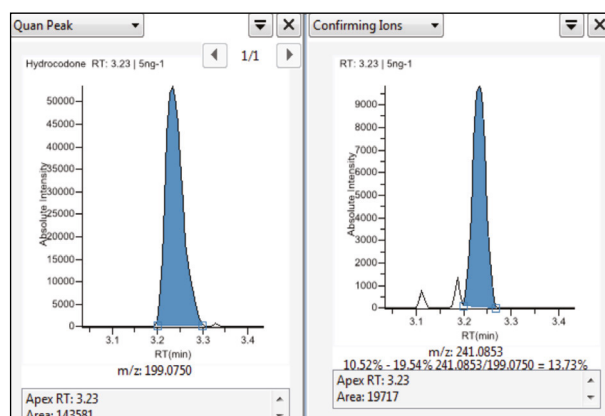 Quan Peak
Confirming Ions
1/1
Hydrocodone RT: 3.23 | 5ng-1
50000
45000
40000
35000
30000
25000
20000
15000
10000
5000
0
Absolute Intensity
3.1 3.2 3.3 3.4
RT(min)
m/z: 199.0750
Apex RT: 3.23
Area: 143581
RT: 3.23 | 5ng-1
9000
8000
7000
6000
5000
4000
3000
2000
1000
0
Absolute Intensity
3.1 3.2 3.3 3.4
RT(min)
m/z: 241.0853
10.52% - 19.54% 241.0853/199.0750 = 13.73%
Apex RT: 3.23
Area: 19717